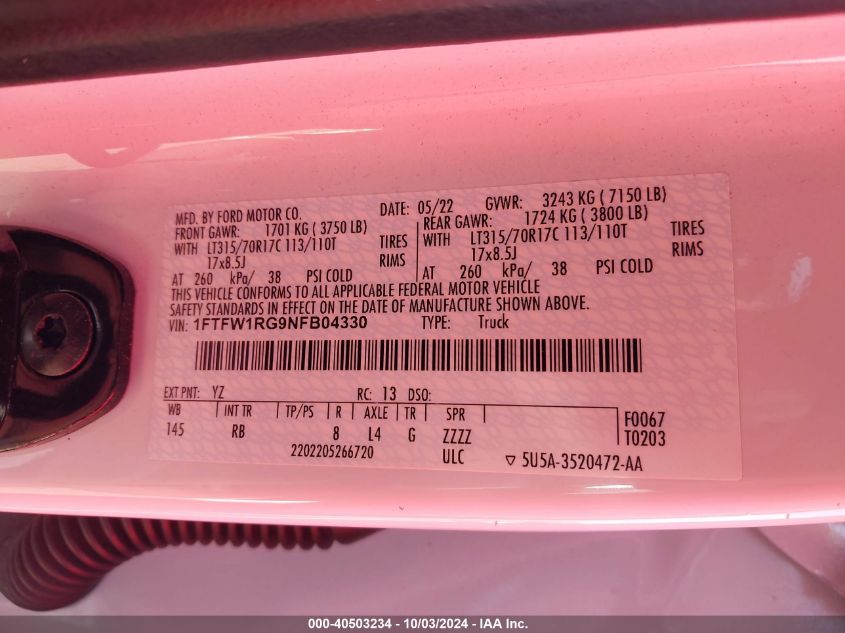 MFD. BY FORD MOTOR CO. DATE: 05/22 GVWR: 3243 KG ( 7150 LB)
FRONT GAWR: 1701 KG ( 3750 LB) REAR GAWR: 1724 KG ( 3800 LB)
WITH LT315/70R17C 113/110T TIRES WITH LT315/70R17C 113/110T TIRES
17x8.5J RIMS 17x8.5J RIMS
AT 260 kPa/ 38 PSI COLD AT 260 kPa/ 38 PSI COLD
THIS VEHICLE CONFORMS TO ALL APPLICABLE FEDERAL MOTOR VEHICLE
SAFETY STANDARDS IN EFFECT ON THE DATE OF MANUFACTURE SHOWN ABOVE.
VIN: 1FTFW1RG9NFB04330 TYPE: Truck
EXT PNT: YZ RC: 13 DSO:
WB INT TR TP/PS R AXLE TR SPR F0067
145 RB 8 L4 G ZZZZ T0203
2202205266720 ULC ▽ 5U5A-3520472-AA
000-40503234 - 10/03/2024 - IAA Inc.